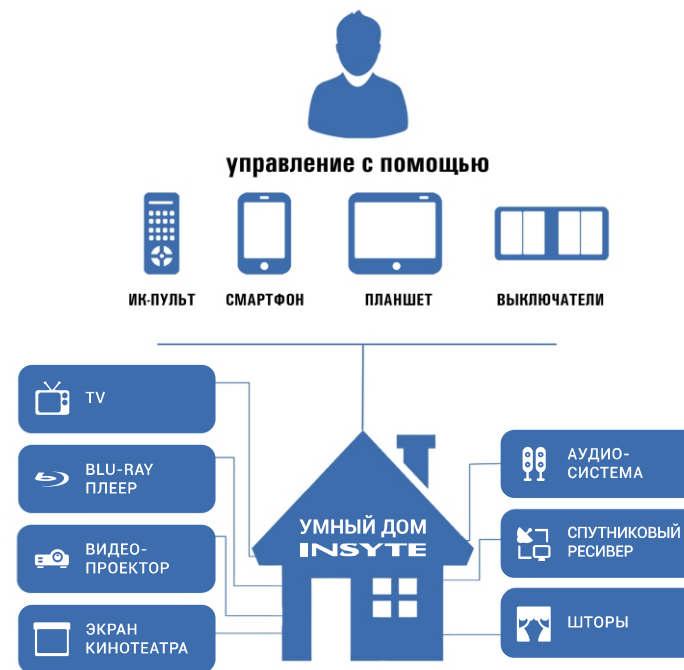 управление с помощью
ИК-ПУЛЬТ СМАРТФОН ПЛАНШЕТ ВЫКЛЮЧАТЕЛИ
TV
BLU-RAY
ПЛЕЕР
ВИДЕО-
ПРОЕКТОР
ЭКРАН
КИНОТЕАТРА
УМНЫЙ ДОМ
INSYTE
АУДИО-
СИСТЕМА
СПУТНИКОВЫЙ
РЕСИВЕР
ШТОРЫ